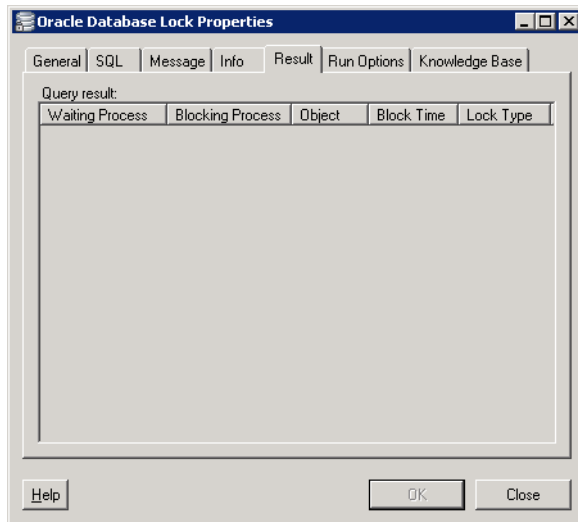 Oracle Database Lock Properties
General SQL Message Info Result Run Options Knowledge Base
Query result:
Waiting Process Blocking Process Object Block Time Lock Type
Help OK Close